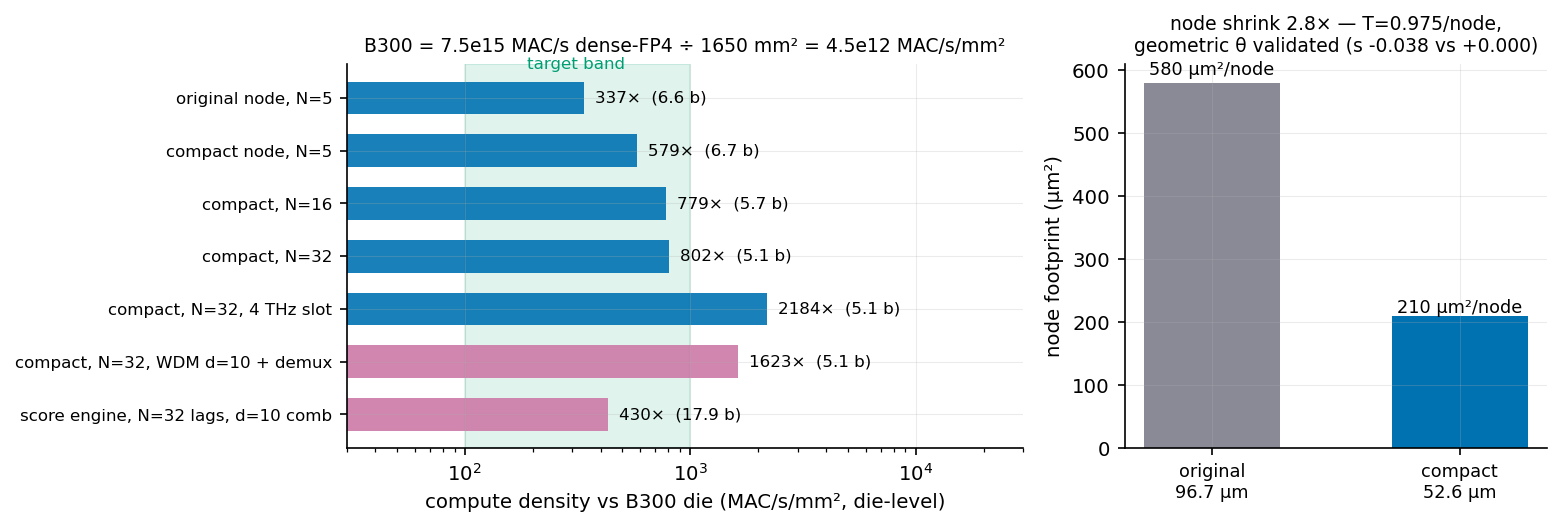 B300 = 7.5e15 MAC/s dense-FP4 ÷ 1650 mm² = 4.5e12 MAC/s/mm²
target band
original node, N=5
337× (6.6 b)
compact node, N=5
579× (6.7 b)
compact, N=16
779× (5.7 b)
compact, N=32
802× (5.1 b)
compact, N=32, 4 THz slot
2184× (5.1 b)
compact, N=32, WDM d=10 + demux
1623× (5.1 b)
score engine, N=32 lags, d=10 comb
430× (17.9 b)
10² 10³ 10⁴
compute density vs B300 die (MAC/s/mm², die-level)
node shrink 2.8× — T=0.975/node,
geometric θ validated (s -0.038 vs +0.000)
node footprint (µm²)
600
500
400
300
200
100
0
580 µm²/node
210 µm²/node
original
96.7 µm
compact
52.6 µm